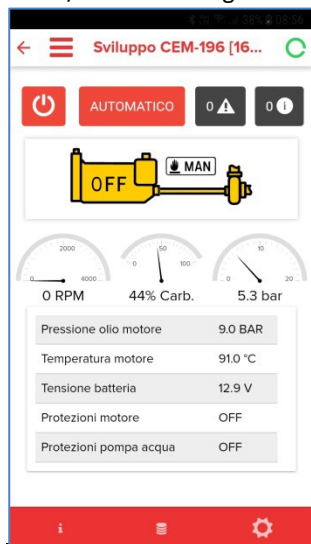 38% 08:56
Sviluppo CEM-196 [16...
AUTOMATICO
0
0
OFF
MAN
2000
0
4000
0 RPM
50
0
100
44% Carb.
10
0
20
5.3 bar
Pressione olio motore 9.0 BAR
Temperatura motore 91.0 °C
Tensione batteria 12.9 V
Protezioni motore OFF
Protezioni pompa acqua OFF